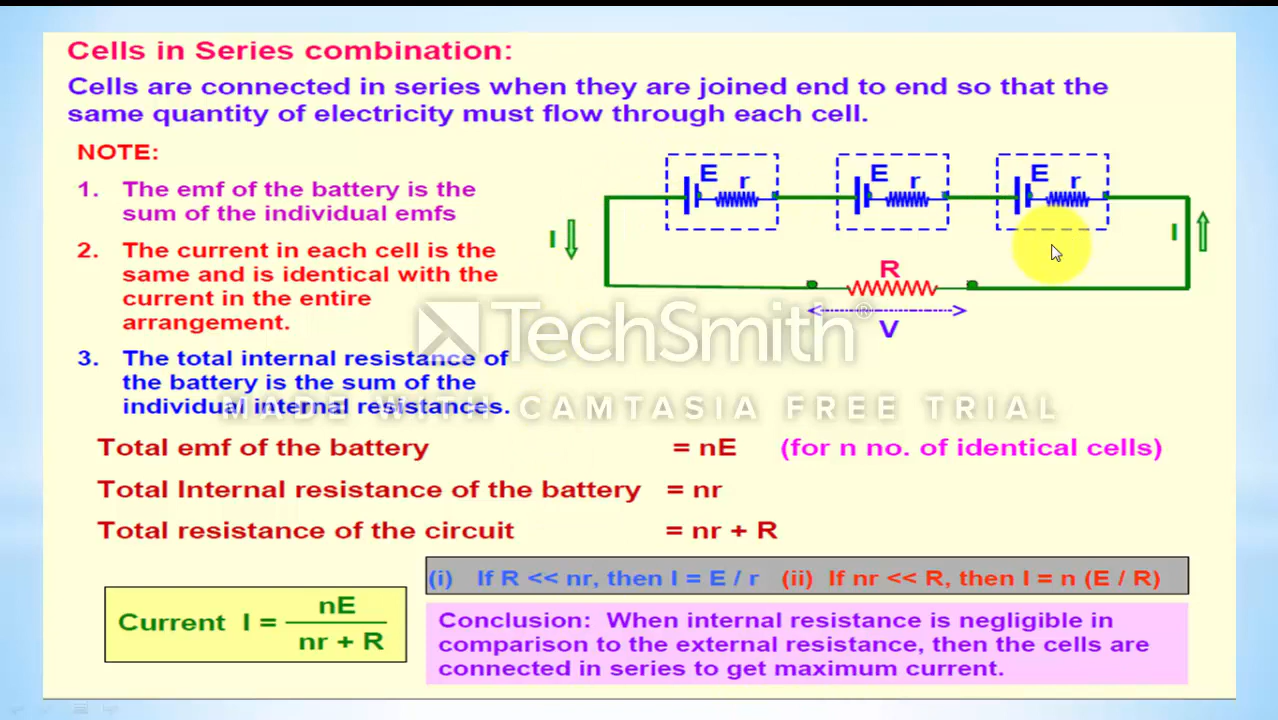 Cells in Series combination:
Cells are connected in series when they are joined end to end so that the
same quantity of electricity must flow through each cell.
NOTE:
1. The emf of the battery is the
sum of the individual emfs
2. The current in each cell is the
same and is identical with the
current in the entire
arrangement.
3. The total internal resistance of
the battery is the sum of the
individual internal resistances.
E r E r E r
I I
R
V
TechSmith®
MADE WITH CAMTASIA FREE TRIAL
Total emf of the battery = nE (for n no. of identical cells)
Total Internal resistance of the battery = nr
Total resistance of the circuit = nr + R
Current I = nE
nr + R
(i) If R << nr, then I = E / r (ii) If nr << R, then I = n (E / R)
Conclusion: When internal resistance is negligible in
comparison to the external resistance, then the cells are
connected in series to get maximum current.